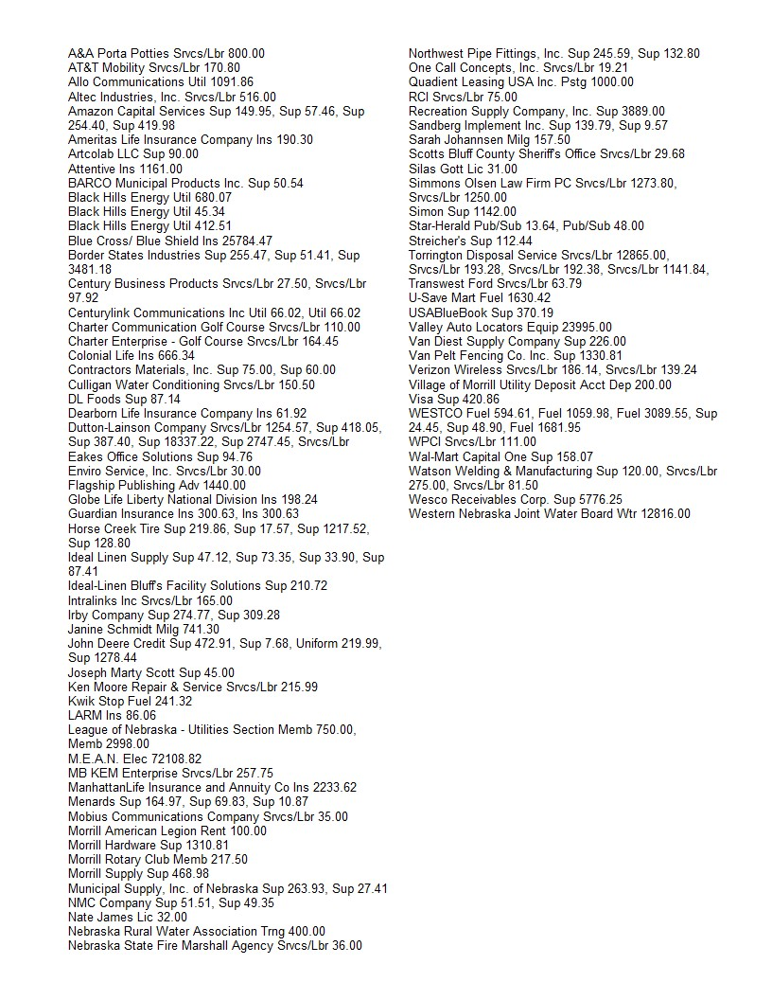 A&A Porta Potties Srvcs/Lbr 800.00
AT&T Mobility Srvcs/Lbr 170.80
Allo Communications Util 1091.86
Altec Industries, Inc. Srvcs/Lbr 516.00
Amazon Capital Services Sup 149.95, Sup 57.46, Sup
254.40, Sup 419.98
Ameritas Life Insurance Company Ins 190.30
Artcolab LLC Sup 90.00
Attentive Ins 1161.00
BARCO Municipal Products Inc. Sup 50.54
Black Hills Energy Util 680.07
Black Hills Energy Util 45.34
Black Hills Energy Util 412.51
Blue Cross/ Blue Shield Ins 25784.47
Border States Industries Sup 255.47, Sup 51.41, Sup
3481.18
Century Business Products Srvcs/Lbr 27.50, Srvcs/Lbr
97.92
Centurylink Communications Inc Util 66.02, Util 66.02
Charter Communication Golf Course Srvcs/Lbr 110.00
Charter Enterprise - Golf Course Srvcs/Lbr 164.45
Colonial Life Ins 666.34
Contractors Materials, Inc. Sup 75.00, Sup 60.00
Culligan Water Conditioning Srvcs/Lbr 150.50
DL Foods Sup 87.14
Dearborn Life Insurance Company Ins 61.92
Dutton-Lainson Company Srvcs/Lbr 1254.57, Sup 418.05,
Sup 387.40, Sup 18337.22, Sup 2747.45, Srvcs/Lbr
Eakes Office Solutions Sup 94.76
Enviro Service, Inc. Srvcs/Lbr 30.00
Flagship Publishing Adv 1440.00
Globe Life Liberty National Division Ins 198.24
Guardian Insurance Ins 300.63, Ins 300.63
Horse Creek Tire Sup 219.86, Sup 17.57, Sup 1217.52,
Sup 128.80
Ideal Linen Supply Sup 47.12, Sup 73.35, Sup 33.90, Sup
87.41
Ideal-Linen Bluff's Facility Solutions Sup 210.72
Intralinks Inc Srvcs/Lbr 165.00
Irby Company Sup 274.77, Sup 309.28
Janine Schmidt Milg 741.30
John Deere Credit Sup 472.91, Sup 7.68, Uniform 219.99,
Sup 1278.44
Joseph Marty Scott Sup 45.00
Ken Moore Repair & Service Srvcs/Lbr 215.99
Kwik Stop Fuel 241.32
LARM Ins 86.06
League of Nebraska - Utilities Section Memb 750.00,
Memb 2998.00
M.E.A.N. Elec 72108.82
MB KEM Enterprise Srvcs/Lbr 257.75
ManhattanLife Insurance and Annuity Co Ins 2233.62
Menards Sup 164.97, Sup 69.83, Sup 10.87
Mobius Communications Company Srvcs/Lbr 35.00
Morrill American Legion Rent 100.00
Morrill Hardware Sup 1310.81
Morrill Rotary Club Memb 217.50
Morrill Supply Sup 468.98
Municipal Supply, Inc. of Nebraska Sup 263.93, Sup 27.41
NMC Company Sup 51.51, Sup 49.35
Nate James Lic 32.00
Nebraska Rural Water Association Trng 400.00
Nebraska State Fire Marshall Agency Srvcs/Lbr 36.00
Northwest Pipe Fittings, Inc. Sup 245.59, Sup 132.80
One Call Concepts, Inc. Srvcs/Lbr 19.21
Quadient Leasing USA Inc. Pstg 1000.00
RCI Srvcs/Lbr 75.00
Recreation Supply Company, Inc. Sup 3889.00
Sandberg Implement Inc. Sup 139.79, Sup 9.57
Sarah Johannsen Milg 157.50
Scotts Bluff County Sheriff's Office Srvcs/Lbr 29.68
Silas Gott Lic 31.00
Simmons Olsen Law Firm PC Srvcs/Lbr 1273.80,
Srvcs/Lbr 1250.00
Simon Sup 1142.00
Star-Herald Pub/Sub 13.64, Pub/Sub 48.00
Streicher's Sup 112.44
Torrington Disposal Service Srvcs/Lbr 12865.00,
Srvcs/Lbr 193.28, Srvcs/Lbr 192.38, Srvcs/Lbr 1141.84,
Transwest Ford Srvcs/Lbr 63.79
U-Save Mart Fuel 1630.42
USABlueBook Sup 370.19
Valley Auto Locators Equip 23995.00
Van Diest Supply Company Sup 226.00
Van Pelt Fencing Co. Inc. Sup 1330.81
Verizon Wireless Srvcs/Lbr 186.14, Srvcs/Lbr 139.24
Village of Morrill Utility Deposit Acct Dep 200.00
Visa Sup 420.86
WESTCO Fuel 594.61, Fuel 1059.98, Fuel 3089.55, Sup
24.45, Sup 48.90, Fuel 1681.95
WPCI Srvcs/Lbr 111.00
Wal-Mart Capital One Sup 158.07
Watson Welding & Manufacturing Sup 120.00, Srvcs/Lbr
275.00, Srvcs/Lbr 81.50
Wesco Receivables Corp. Sup 5776.25
Western Nebraska Joint Water Board Wtr 12816.00